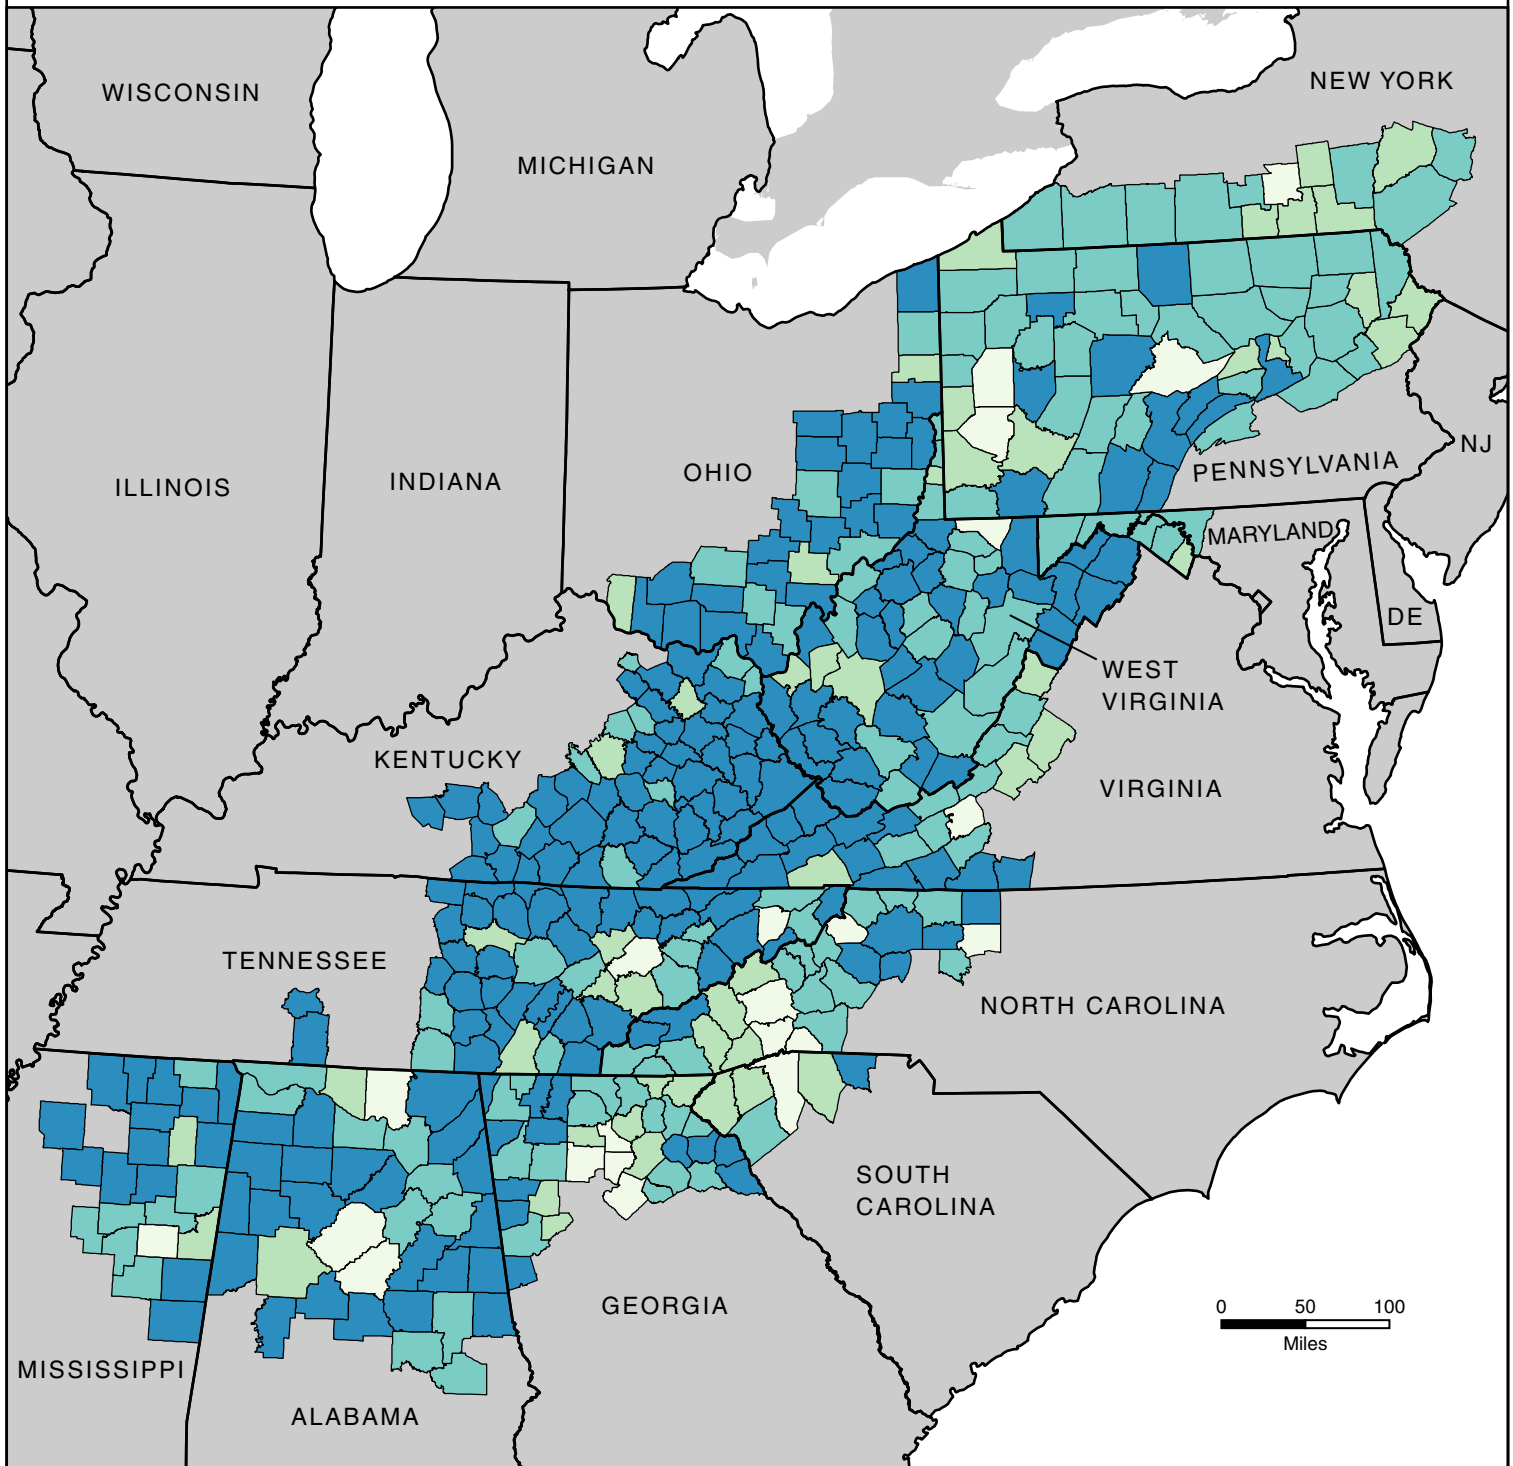 NEW YORK
WISCONSIN
MICHIGAN
NJ
PENNSYLVANIA
OHIO
INDIANA
ILLINOIS
MARYLAND
DE
WEST
VIRGINIA
KENTUCKY
VIRGINIA
TENNESSEE
NORTH CAROLINA
SOUTH
CAROLINA
GEORGIA
0 50 100
Miles
MISSISSIPPI
ALABAMA